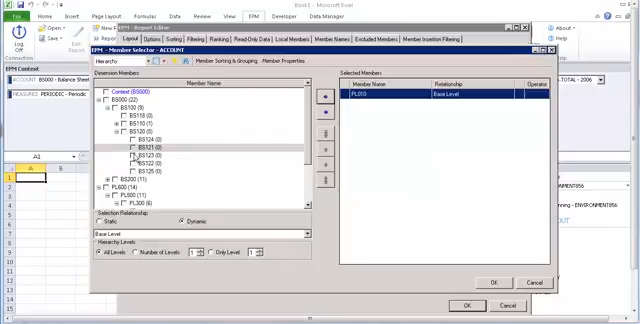 Book1 - Microsoft Excel
File Home Insert Page Layout Formulas Data Review View EPM Data Manager Power Pivot
Log Off
Open Report
New Report
EPM - Report Editor
Layout Options Sorting Filtering Ranking Read-Only Data Local Members Member Names Excluded Members Member Insertion Filtering
About
Help
EPM - Member Selector - ACCOUNT
Hierarchy
Member Sorting & Grouping
Member Properties
EPM Context
ACCOUNT BS000 - Balance Sheet
MEASURES PERIODIC - Periodic
TOTAL - 2006
Dimension Members
Member Name
Context (BS000)
BS000 (22)
BS100 (9)
BS118 (0)
BS110 (1)
BS120 (5)
BS124 (0)
BS121 (0)
BS123 (0)
BS122 (0)
BS125 (0)
BS200 (11)
PL600 (14)
PL500 (11)
PL300 (6)
Selected Members
Member Name Relationship Operator
PL010 Base Level
Selection Relationship
Static Dynamic
Base Level
Hierarchy Levels
All Levels Number of Levels 1 Only Level 1
OK Cancel
OK Cancel
A1
A B
1
2
3
4
5
6
7
8
9
10
11
12
13
14
15
ENVIRONMENT856